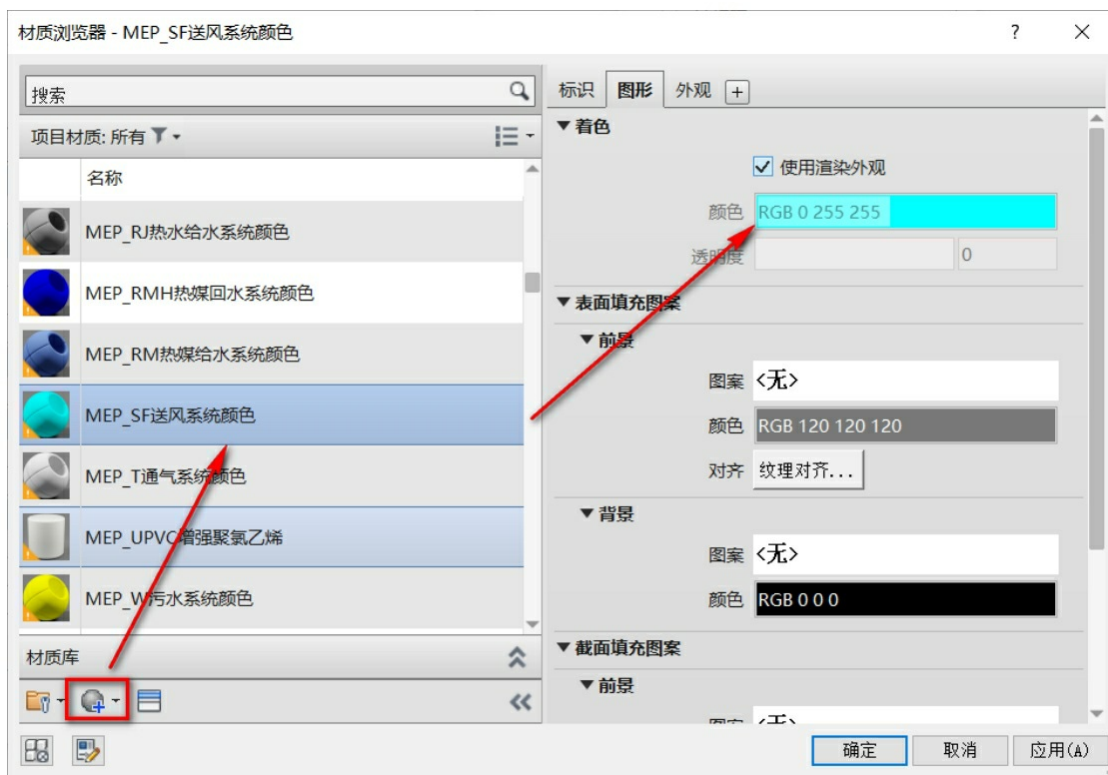 材质浏览器 - MEP_SF送风系统颜色
?
搜索
项目材质: 所有
名称
MEP_RJ热水给水系统颜色
MEP_RMH热媒回水系统颜色
MEP_RM热媒给水系统颜色
MEP_SF送风系统颜色
MEP_T通气系统颜色
MEP_UPVC增强聚氯乙烯
MEP_W污水系统颜色
材质库
标识 图形 外观 +
着色
使用渲染外观
颜色 RGB 0 255 255
透明度 0
表面填充图案
前景
图案 <无>
颜色 RGB 120 120 120
对齐 纹理对齐...
背景
图案 <无>
颜色 RGB 0 0 0
截面填充图案
前景
图案 <无>
确定 取消 应用(A)